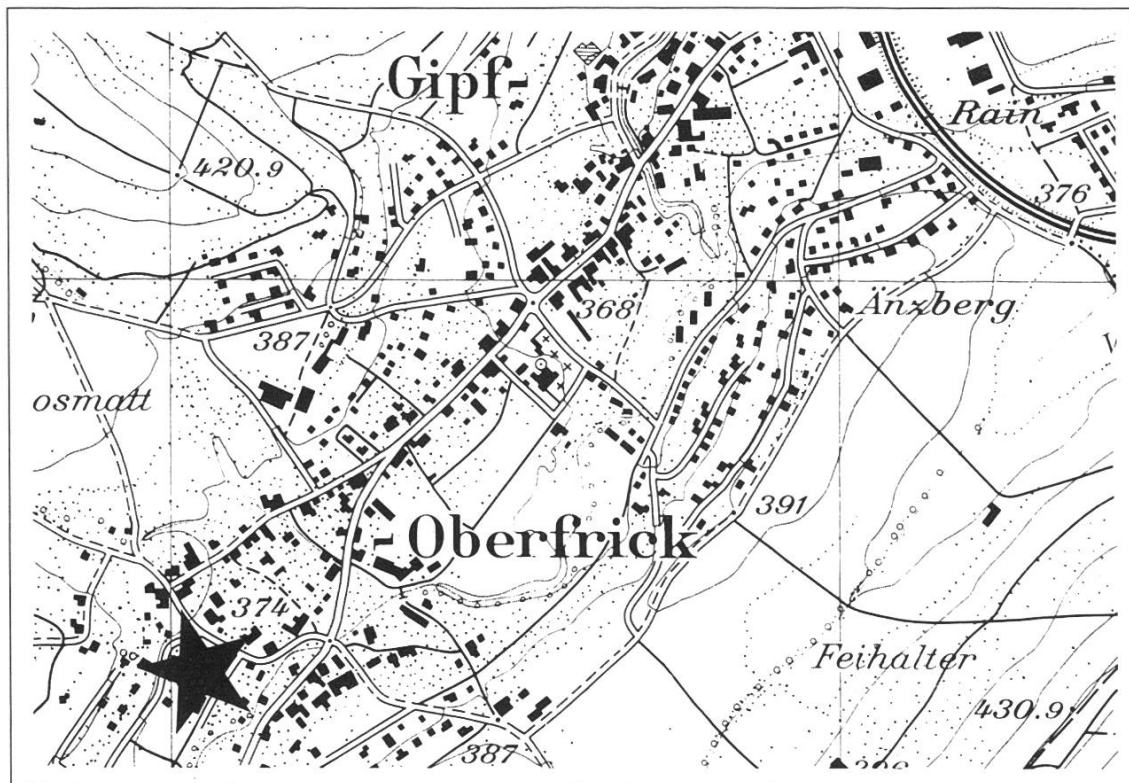 Gipf-
Rain
420.9
376
368
Änzberg
387
osmatt
391
-Oberfrick
374
Feihalter
430.9
387